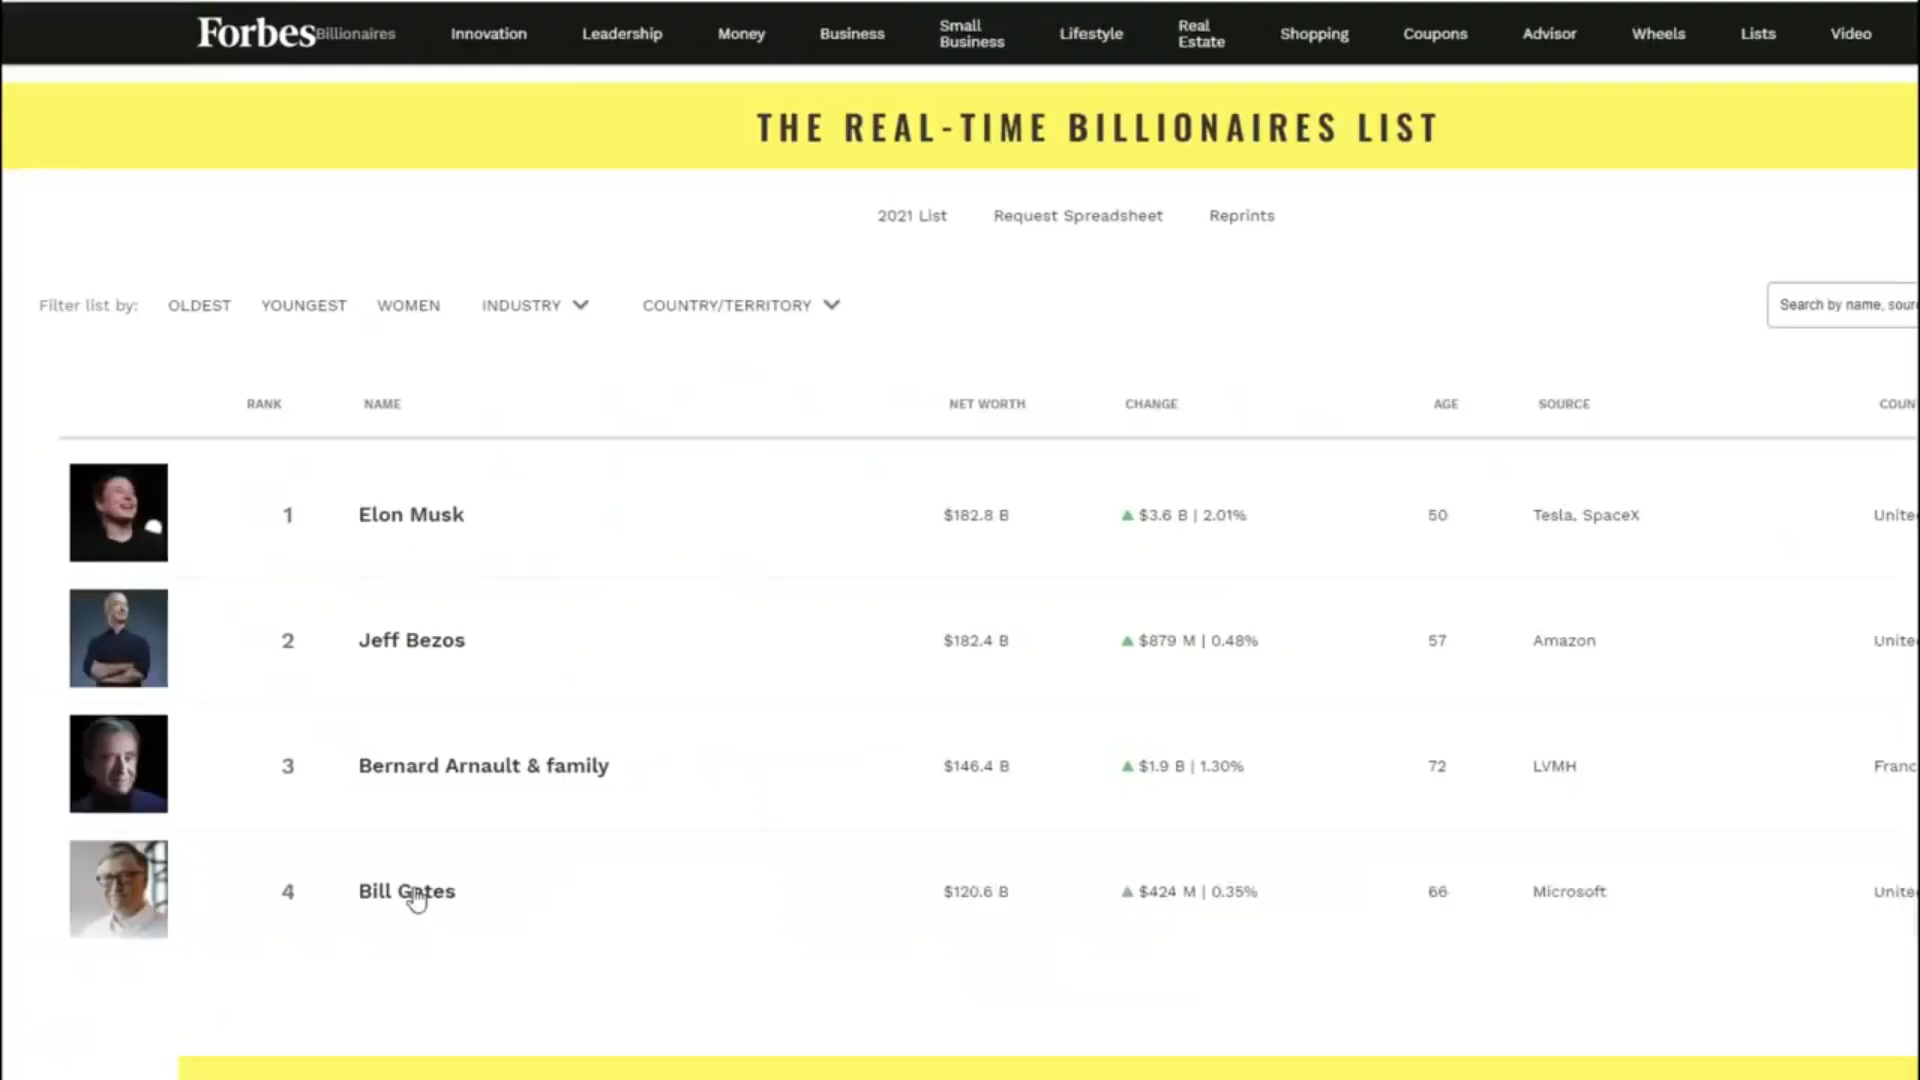 Forbes Billionaires Innovation Leadership Money Business Small Business Lifestyle Real Estate Shopping Coupons Advisor Wheels Lists Video
THE REAL-TIME BILLIONAIRES LIST
2021 List Request Spreadsheet Reprints
Filter list by: OLDEST YOUNGEST WOMEN INDUSTRY COUNTRY/TERRITORY Search by name, sour
RANK NAME NET WORTH CHANGE AGE SOURCE COUN
1 Elon Musk $182.8 B $3.6 B | 2.01% 50 Tesla, SpaceX Unite
2 Jeff Bezos $182.4 B $879 M | 0.48% 57 Amazon Unite
3 Bernard Arnault & family $146.4 B $1.9 B | 1.30% 72 LVMH Franc
4 Bill Gates $120.6 B $424 M | 0.35% 66 Microsoft Unite